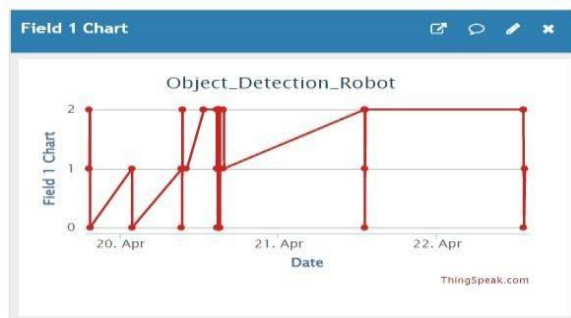 Field 1 Chart
Object_Detection_Robot
Field 1 Chart
2
1
0
20. Apr 21. Apr 22. Apr
Date
ThingSpeak.com